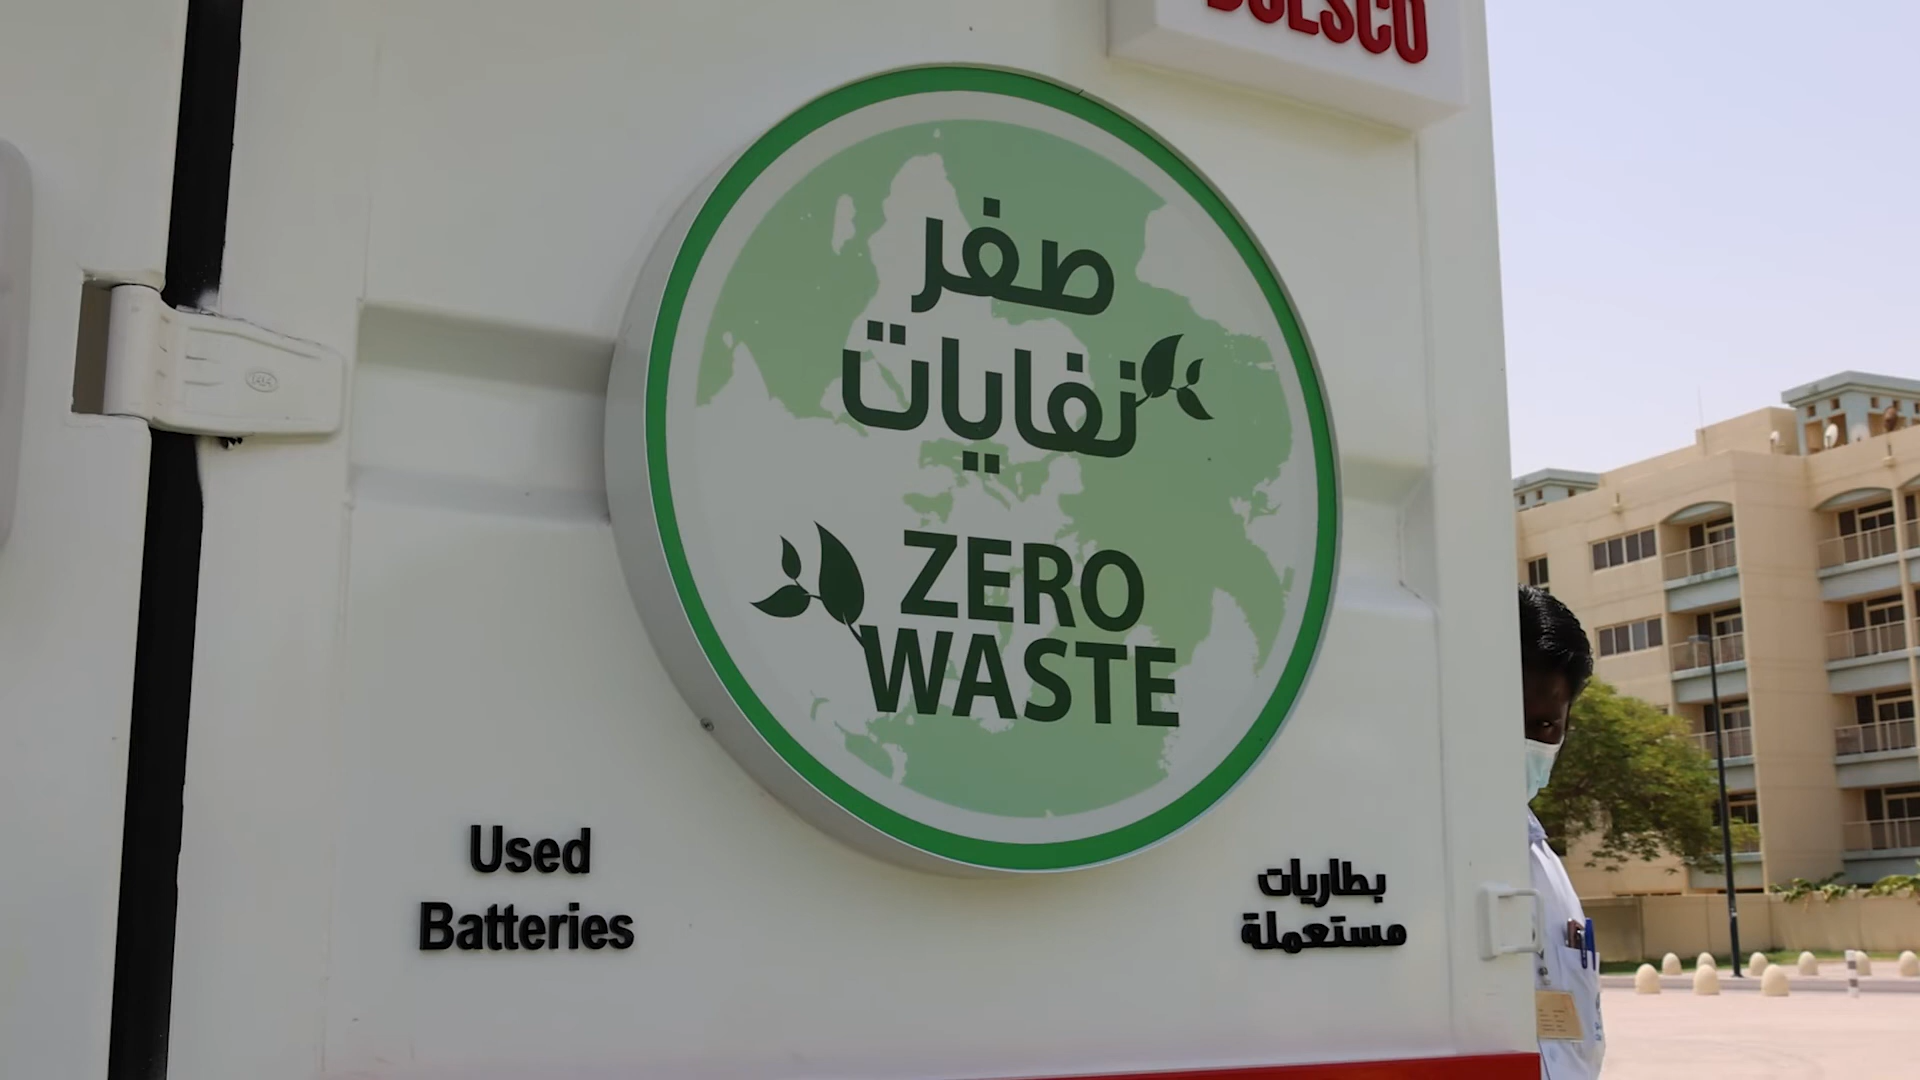 صفر
نفايات
ZERO
WASTE
Used
Batteries
بطاريات
مستعملة